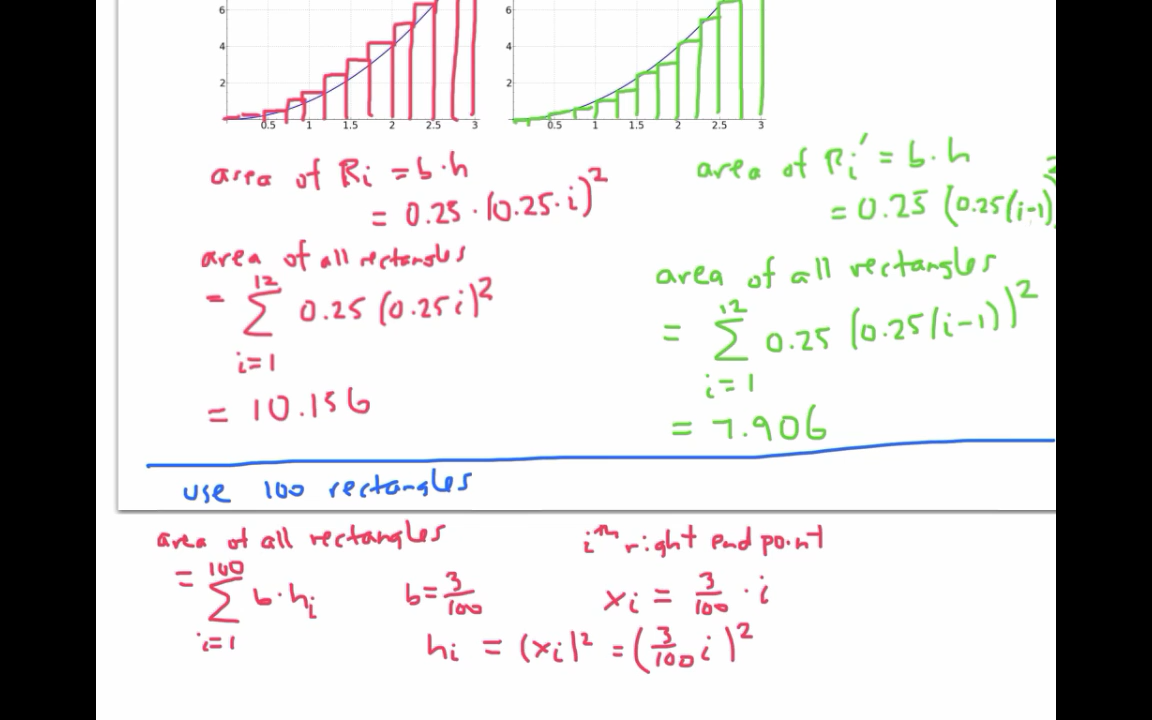 6 6
4 4
2 2
0.5 1 1.5 2 2.5 3 0.5 1 1.5 2 2.5 3
area of Ri = b·h
= 0.25 · (0.25·i)²
area of all rectangles
= 12 ∑ i=1 0.25 (0.25i)²
= 10.156
area of Ri′ = b·h
= 0.25 (0.25(i-1)
area of all rectangles
= 12 ∑ i=1 0.25 (0.25(i-1))²
= 7.906
use 100 rectangles
area of all rectangles
= 100 ∑ i=1 b·hi
b = 3/100
ith right endpoint
xi = 3/100 · i
hi = (xi)² = (3/100 i)²